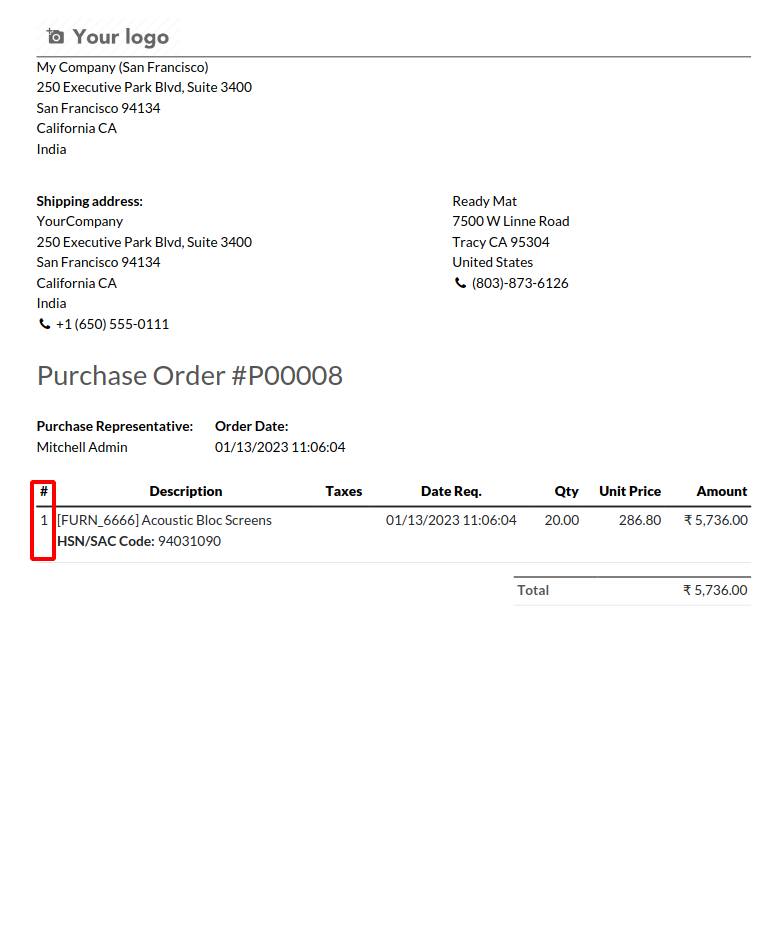 Your logo
My Company (San Francisco)
250 Executive Park Blvd, Suite 3400
San Francisco 94134
California CA
India
Shipping address:
YourCompany
250 Executive Park Blvd, Suite 3400
San Francisco 94134
California CA
India
+1 (650) 555-0111
Ready Mat
7500 W Linne Road
Tracy CA 95304
United States
(803)-873-6126
Purchase Order #P00008
Purchase Representative: Order Date:
Mitchell Admin 01/13/2023 11:06:04
# Description Taxes Date Req. Qty Unit Price Amount
1 [FURN_6666] Acoustic Bloc Screens 01/13/2023 11:06:04 20.00 286.80 ₹ 5,736.00
HSN/SAC Code: 94031090
Total ₹ 5,736.00